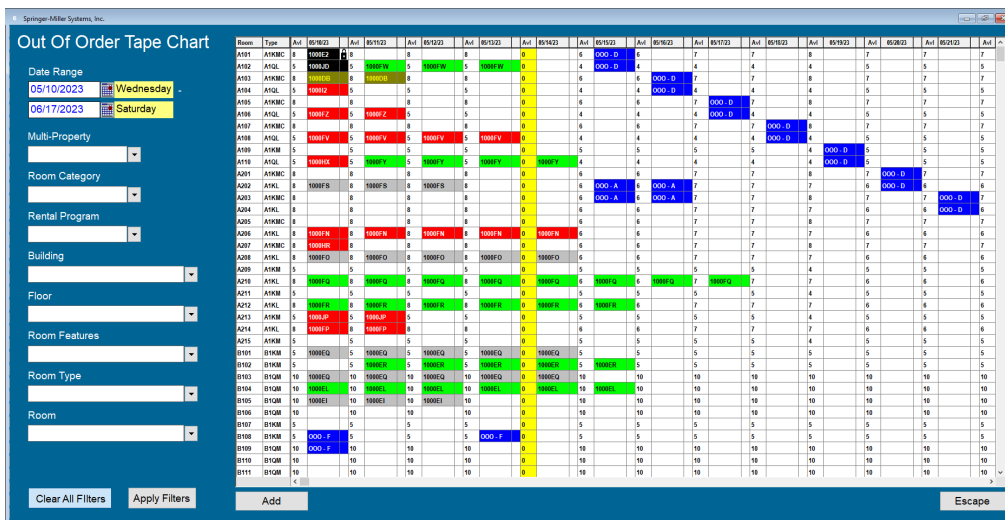 Springer-Miller Systems, Inc.
Out Of Order Tape Chart
Date Range
05/10/2023 Wednesday -
06/17/2023 Saturday
Multi-Property
Room Category
Rental Program
Building
Floor
Room Features
Room Type
Room
Clear All FIlters Apply Filters
Room Type Avl 05/10/23 Avl 05/11/23 Avl 05/12/23 Avl 05/13/23 Avl 05/14/23 Avl 05/15/23 Avl 05/16/23 Avl 05/17/23 Avl 05/18/23 Avl 05/19/23 Avl 05/20/23 Avl 05/21/23 Avl
A101 A1KMC 8 1000E2 8 8 8 0 6 OOO - D 6 7 7 8 7 7 7
A102 A1QL 5 1000JD 5 1000FW 5 1000FW 5 1000FW 0 4 OOO - D 4 4 4 4 5 5 5
A103 A1KMC 8 1000DB 8 1000DB 8 8 0 6 6 OOO - D 7 7 8 7 7 7
A104 A1QL 5 1000I2 5 5 5 0 4 4 OOO - D 4 4 4 5 5 5
A105 A1KMC 8 8 8 8 0 6 6 7 OOO - D 7 8 7 7 7
A106 A1QL 5 1000FZ 5 1000FZ 5 5 0 4 4 4 OOO - D 4 4 5 5 5
A107 A1KMC 8 8 8 8 0 6 6 7 7 OOO - D 8 7 7 7
A108 A1QL 5 1000FV 5 1000FV 5 1000FV 5 1000FV 0 4 4 4 4 OOO - D 4 5 5 5
A109 A1KM 5 5 5 5 0 5 5 5 5 4 OOO - D 5 5 5
A110 A1QL 5 1000HX 5 1000FY 5 1000FY 5 1000FY 0 1000FY 4 4 4 4 4 OOO - D 5 5 5
A201 A1KMC 8 8 8 8 0 6 6 7 7 8 7 OOO - D 7 7
A202 A1KL 8 1000FS 8 1000FS 8 1000FS 8 0 6 OOO - A 6 OOO - A 7 7 7 6 OOO - D 6 6
A203 A1KMC 8 8 8 8 0 6 OOO - A 6 OOO - A 7 7 8 7 7 OOO - D 7
A204 A1KL 8 8 8 8 0 6 6 7 7 7 6 6 OOO - D 6
A205 A1KMC 8 8 8 8 0 6 6 7 7 8 7 7 7
A206 A1KL 8 1000FN 8 1000FN 8 1000FN 8 1000FN 0 1000FN 6 6 7 7 7 6 6 6
A207 A1KMC 8 1000HR 8 8 8 0 6 6 7 7 8 7 7 7
A208 A1KL 8 1000FO 8 1000FO 8 1000FO 8 1000FO 0 1000FO 6 6 7 7 7 6 6 6
A209 A1KM 5 5 5 5 0 5 5 5 5 4 5 5 5
A210 A1KL 8 1000FQ 8 1000FQ 8 1000FQ 8 1000FQ 0 1000FQ 6 1000FQ 6 1000FQ 7 1000FQ 7 7 6 6 6
A211 A1KM 5 5 5 5 0 5 5 5 5 4 5 5 5
A212 A1KL 8 1000FR 8 1000FR 8 1000FR 8 1000FR 0 1000FR 6 1000FR 6 7 7 7 6 6 6
A213 A1KM 5 1000JP 5 1000JP 5 5 0 5 5 5 5 4 5 5 5
A214 A1KL 8 1000FP 8 1000FP 8 8 0 6 6 7 7 7 6 6 6
A215 A1KM 5 5 5 5 0 5 5 5 5 4 5 5 5
B101 B1KM 5 1000EQ 5 1000EQ 5 1000EQ 5 1000EQ 0 1000EQ 5 5 5 5 5 5 5 5
B102 B1KM 5 5 1000ER 5 1000ER 5 1000ER 0 1000ER 5 1000ER 5 5 5 5 5 5 5
B103 B1QM 10 1000EQ 10 1000EQ 10 1000EQ 10 1000EQ 0 1000EQ 10 10 10 10 10 10 10 10
B104 B1QM 10 1000EL 10 1000EL 10 1000EL 10 1000EL 0 1000EL 10 1000EL 10 10 10 10 10 10 10
B105 B1QM 10 1000EI 10 1000EI 10 1000EI 10 0 10 10 10 10 10 10 10 10
B106 B1QM 10 10 10 10 0 10 10 10 10 10 10 10 10
B107 B1KM 5 5 5 5 0 5 5 5 5 5 5 5 5
B108 B1KM 5 OOO - F 5 5 5 OOO - F 0 5 5 5 5 5 5 5 5
B109 B1QM 10 OOO - F 10 10 10 0 10 10 10 10 10 10 10 10
B110 B1QM 10 10 10 10 0 10 10 10 10 10 10 10 10
B111 B1QM 10 10 10 10 0 10 10 10 10 10 10 10 10
Add Escape